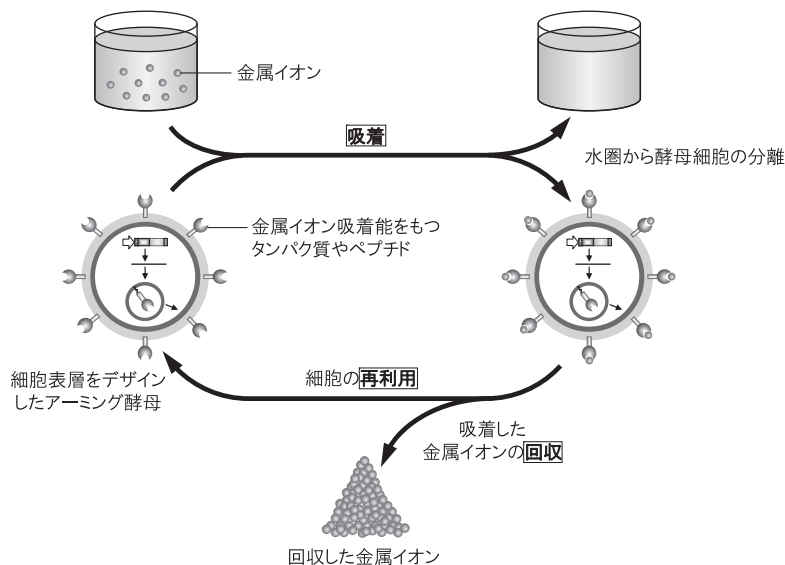 金属イオン
吸着
水圏から酵母細胞の分離
金属イオン吸着能をもつ
タンパク質やペプチド
細胞表層をデザイン
したアーミング酵母
細胞の再利用
吸着した
金属イオンの回収
回収した金属イオン